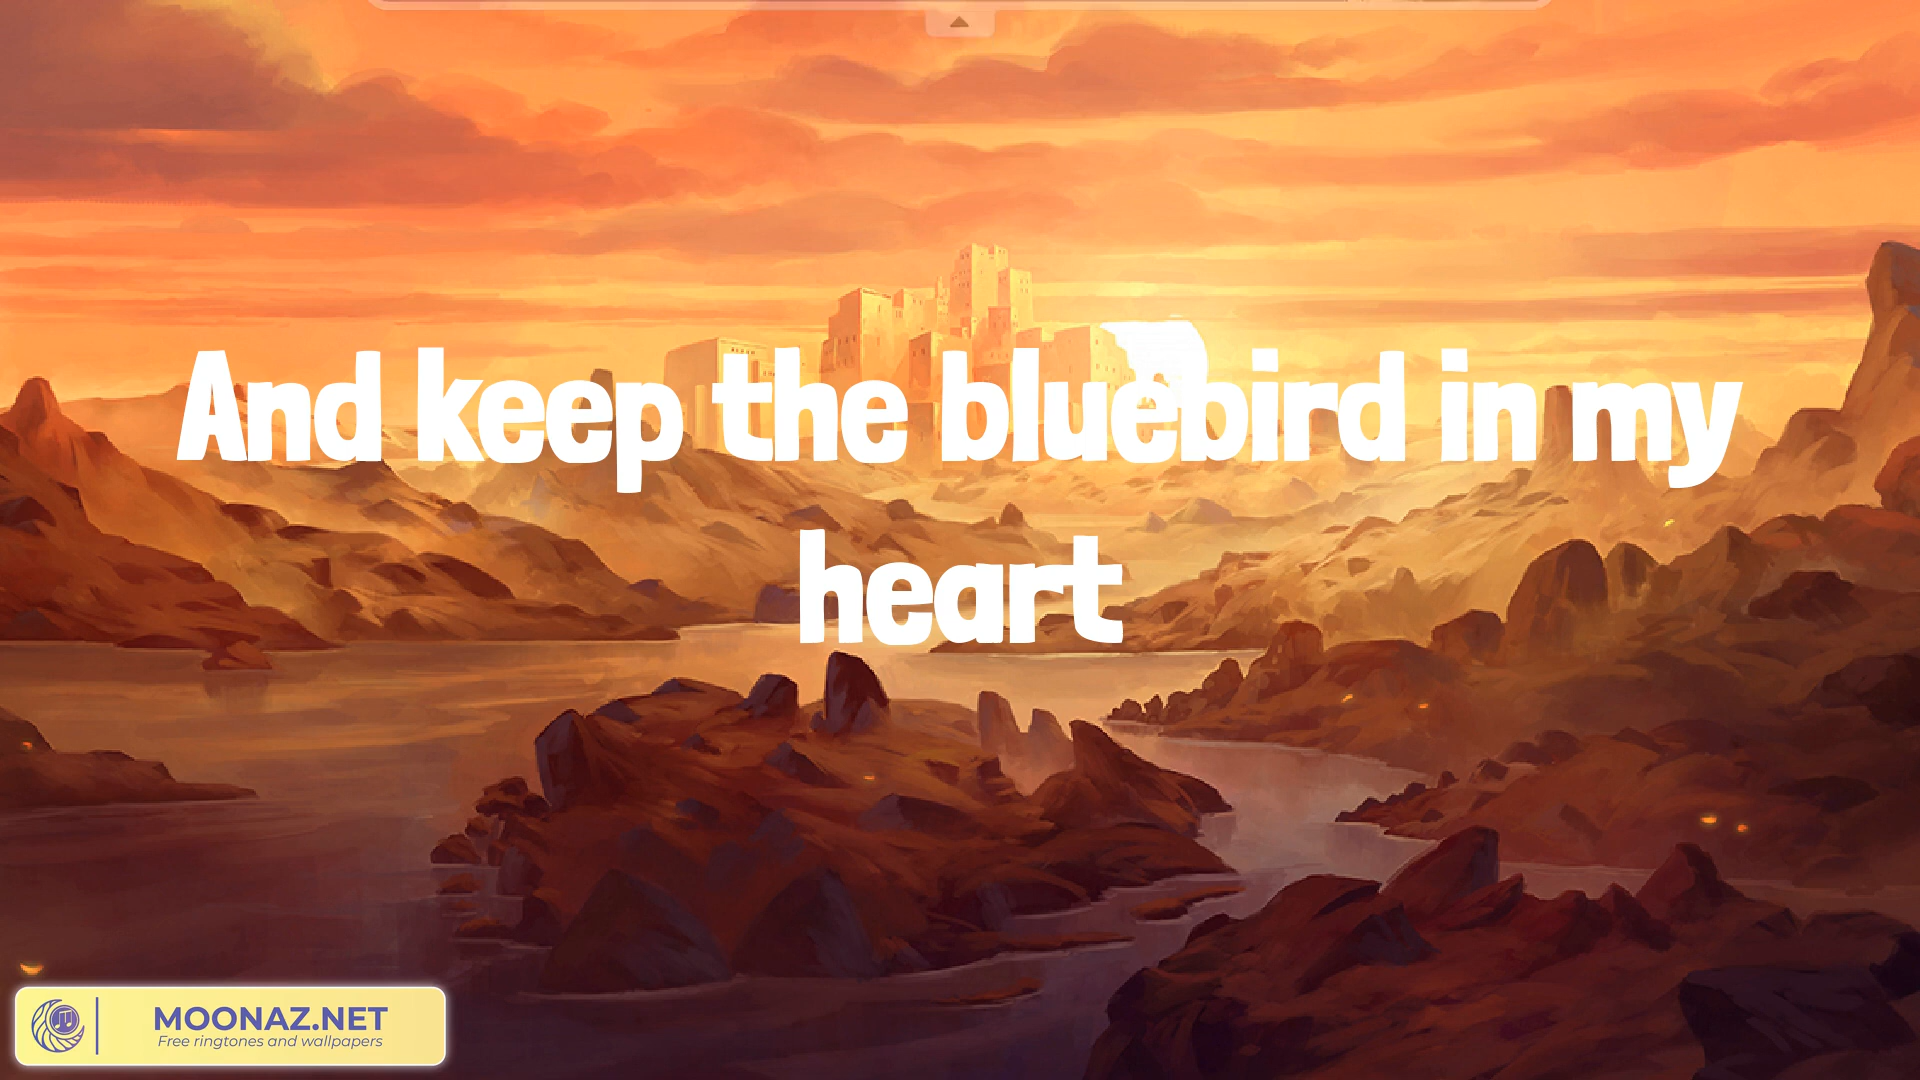 And keep the bluebird in my
heart
MOONAZ.NET
Free ringtones and wallpapers